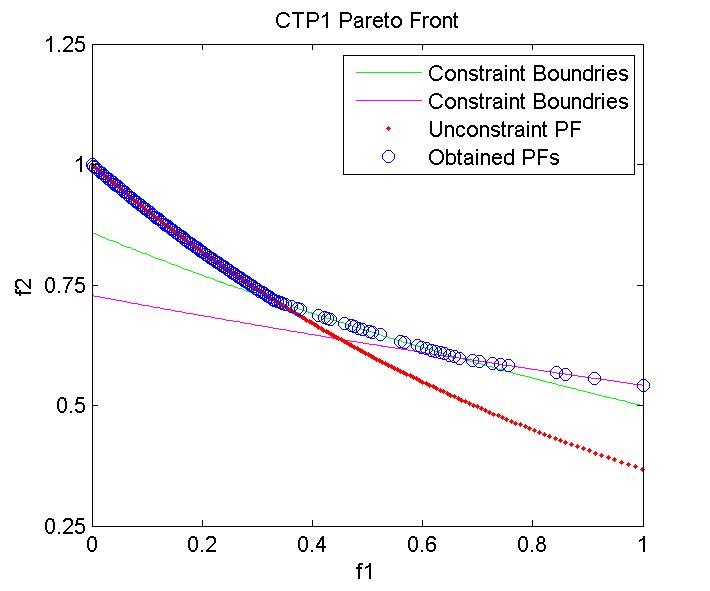 CTP1 Pareto Front
1.25
Constraint Boundries
Constraint Boundries
Unconstraint PF
Obtained PFs
1
f2
0.75
0.5
0.25
0 0.2 0.4 0.6 0.8 1
f1